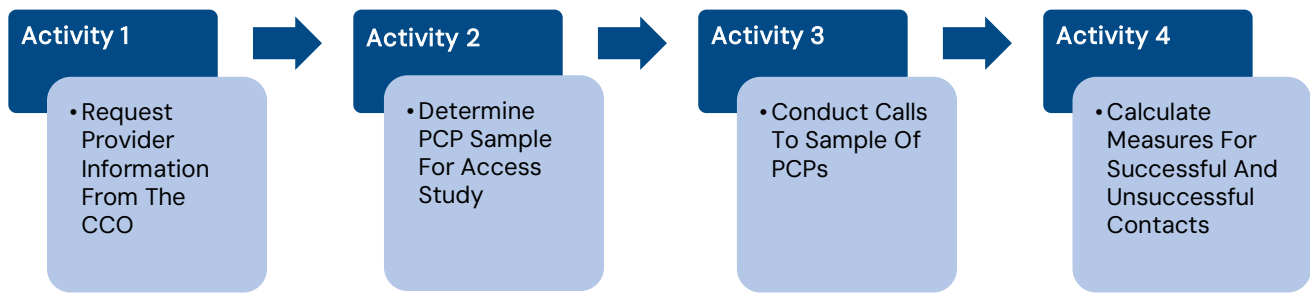 Activity 1
• Request
Provider
Information
From The
CCO
Activity 2
• Determine
PCP Sample
For Access
Study
Activity 3
• Conduct Calls
To Sample Of
PCPs
Activity 4
• Calculate
Measures For
Successful And
Unsuccessful
Contacts